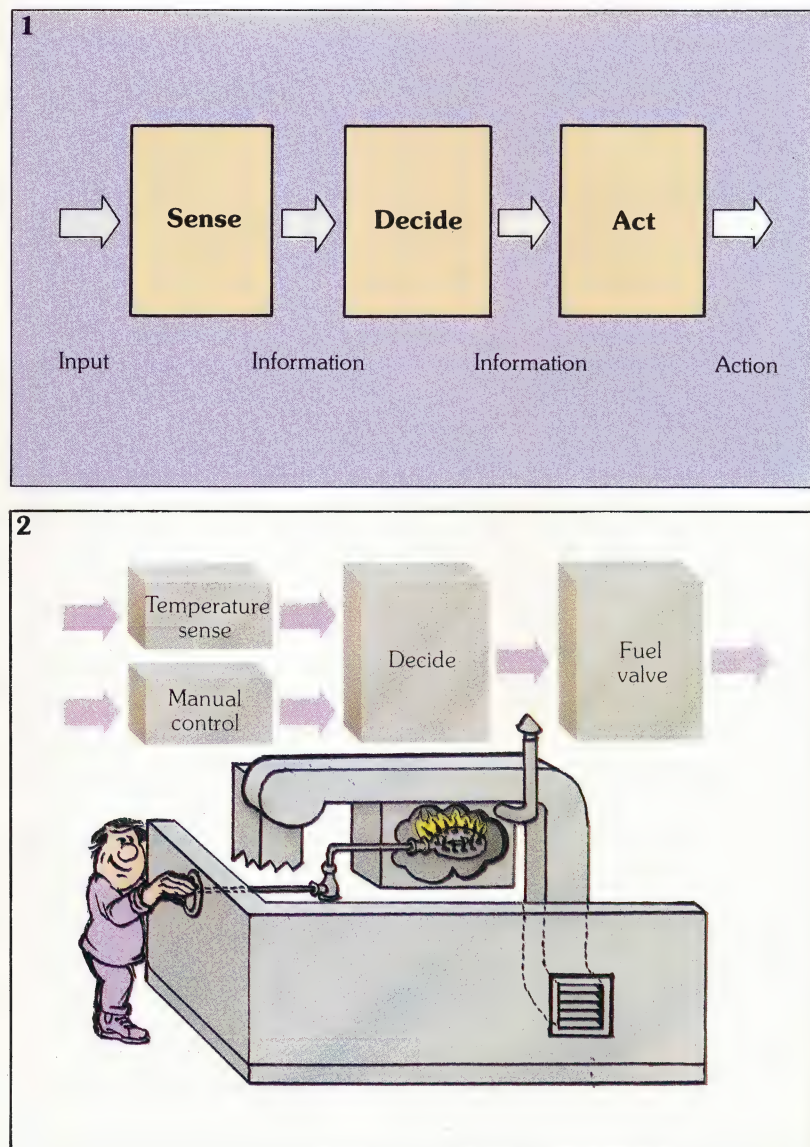 1
Sense
Decide
Act
Input
Information
Information
Action
2
Temperature
sense
Manual
control
Decide
Fuel
valve